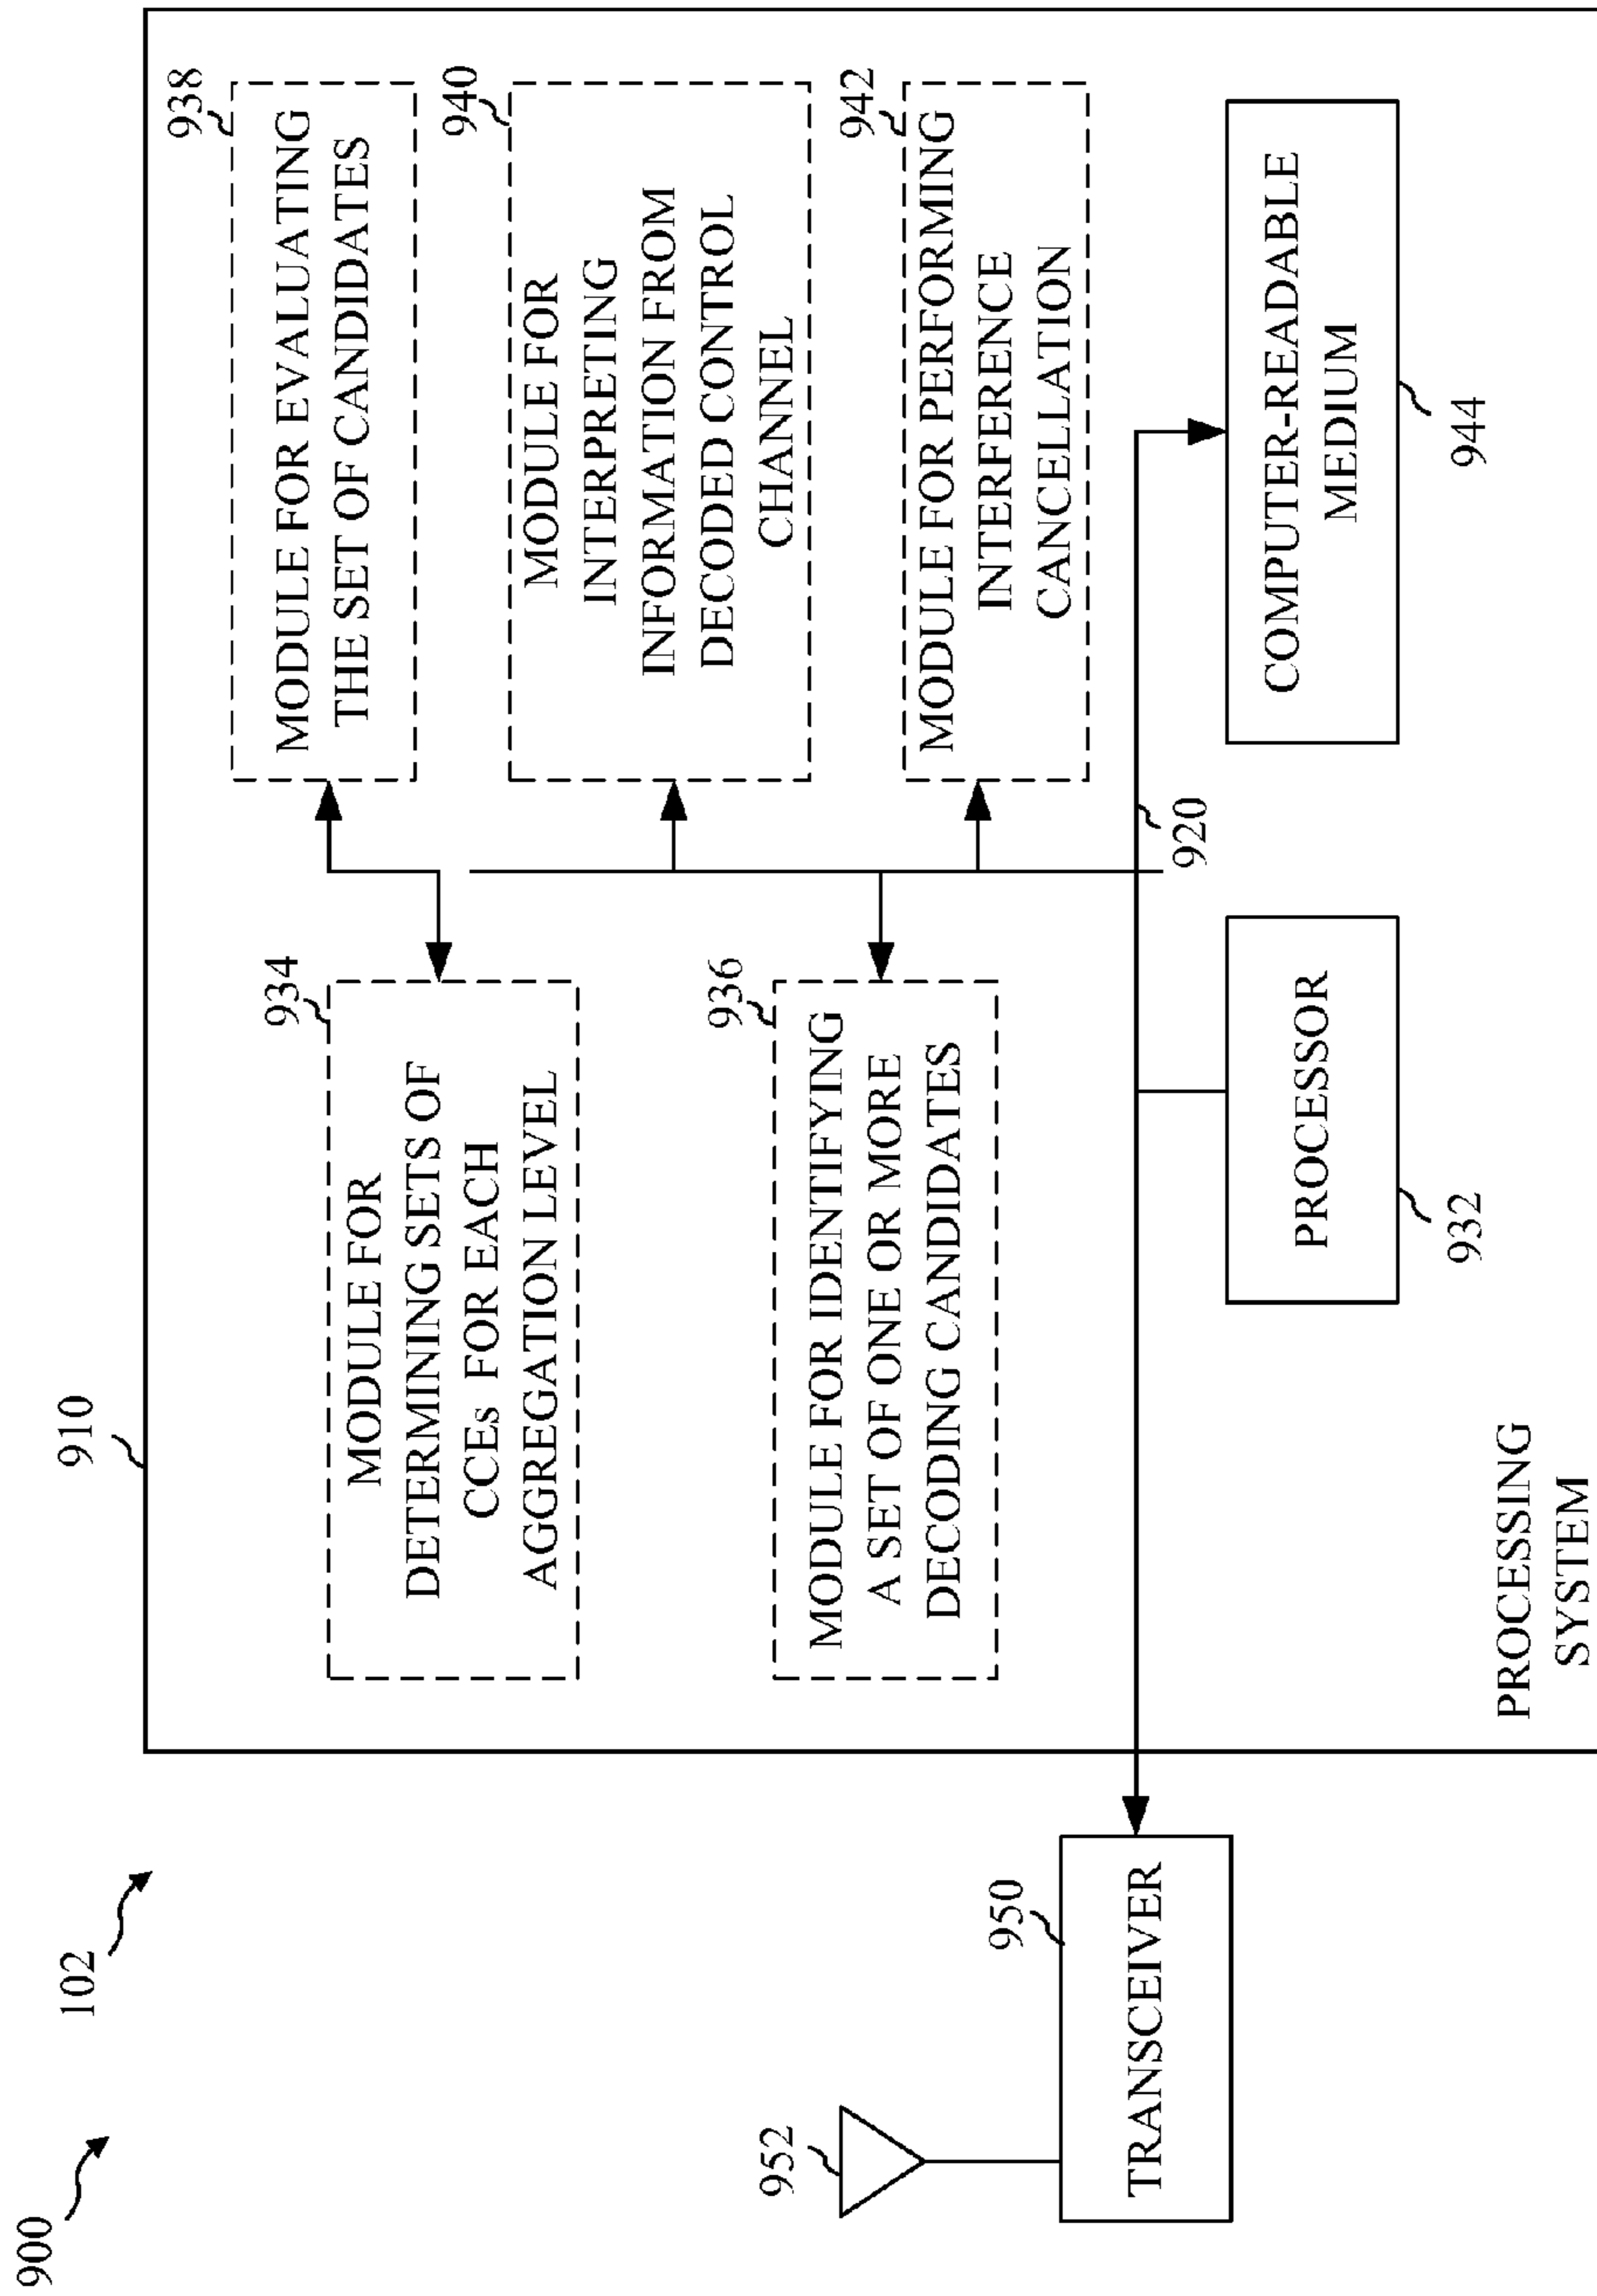 900
102
910
934
MODULE FOR
DETERMINING SETS OF
CCEs FOR EACH
AGGREGATION LEVEL
938
MODULE FOR EVALUATING
THE SET OF CANDIDATES
940
MODULE FOR
INTERPRETING
INFORMATION FROM
DECODED CONTROL
CHANNEL
936
MODULE FOR IDENTIFYING
A SET OF ONE OR MORE
DECODING CANDIDATES
942
MODULE FOR PERFORMING
INTERFERENCE
CANCELLATION
952
950
TRANSCEIVER
920
PROCESSOR
932
COMPUTER-READABLE
MEDIUM
944
PROCESSING
SYSTEM